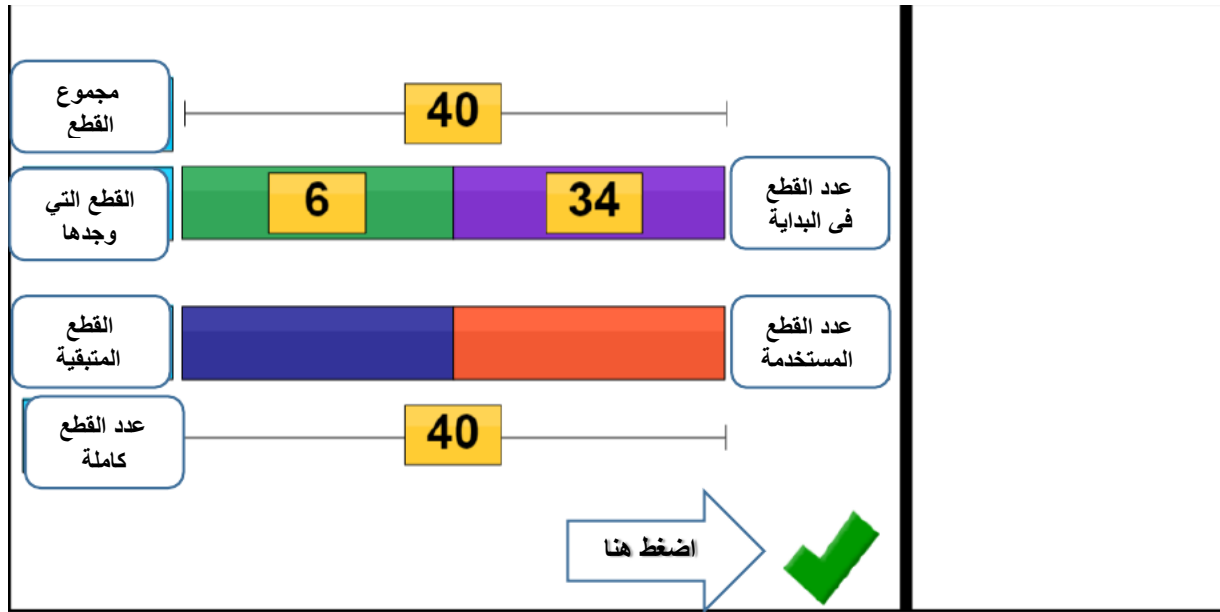 مجموع
القطع
40
القطع التي
وجدها
6
34
عدد القطع
فى البداية
القطع
المتبقية
عدد القطع
المستخدمة
عدد القطع
كاملة
40
اضغط هنا